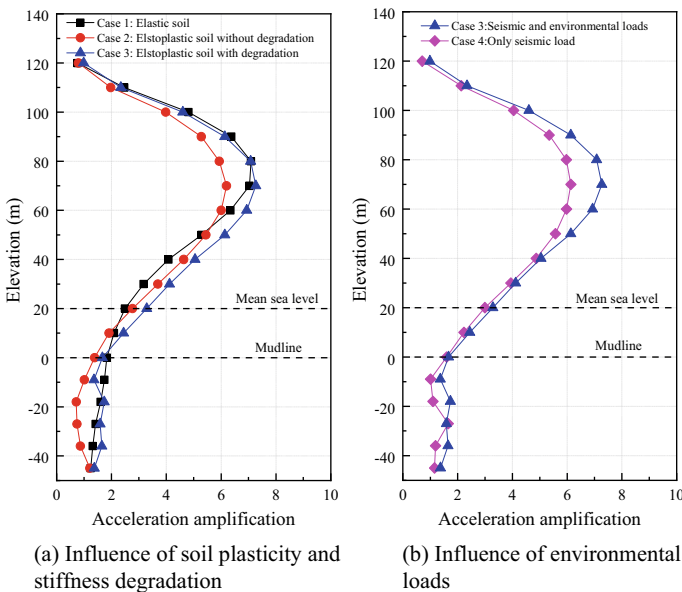 Case 1: Elastic soil
Case 2: Elstoplastic soil without degradation
Case 3: Elstoplastic soil with degradation
120
100
80
60
40
20
0
-20
-40
Elevation (m)
Mean sea level
Mudline
0 2 4 6 8 10
Acceleration amplification
(a) Influence of soil plasticity and
stiffness degradation
Case 3:Seismic and environmental loads
Case 4:Only seismic load
120
100
80
60
40
20
0
-20
-40
Elevation (m)
Mean sea level
Mudline
0 2 4 6 8 10
Acceleration amplification
(b) Influence of environmental
loads